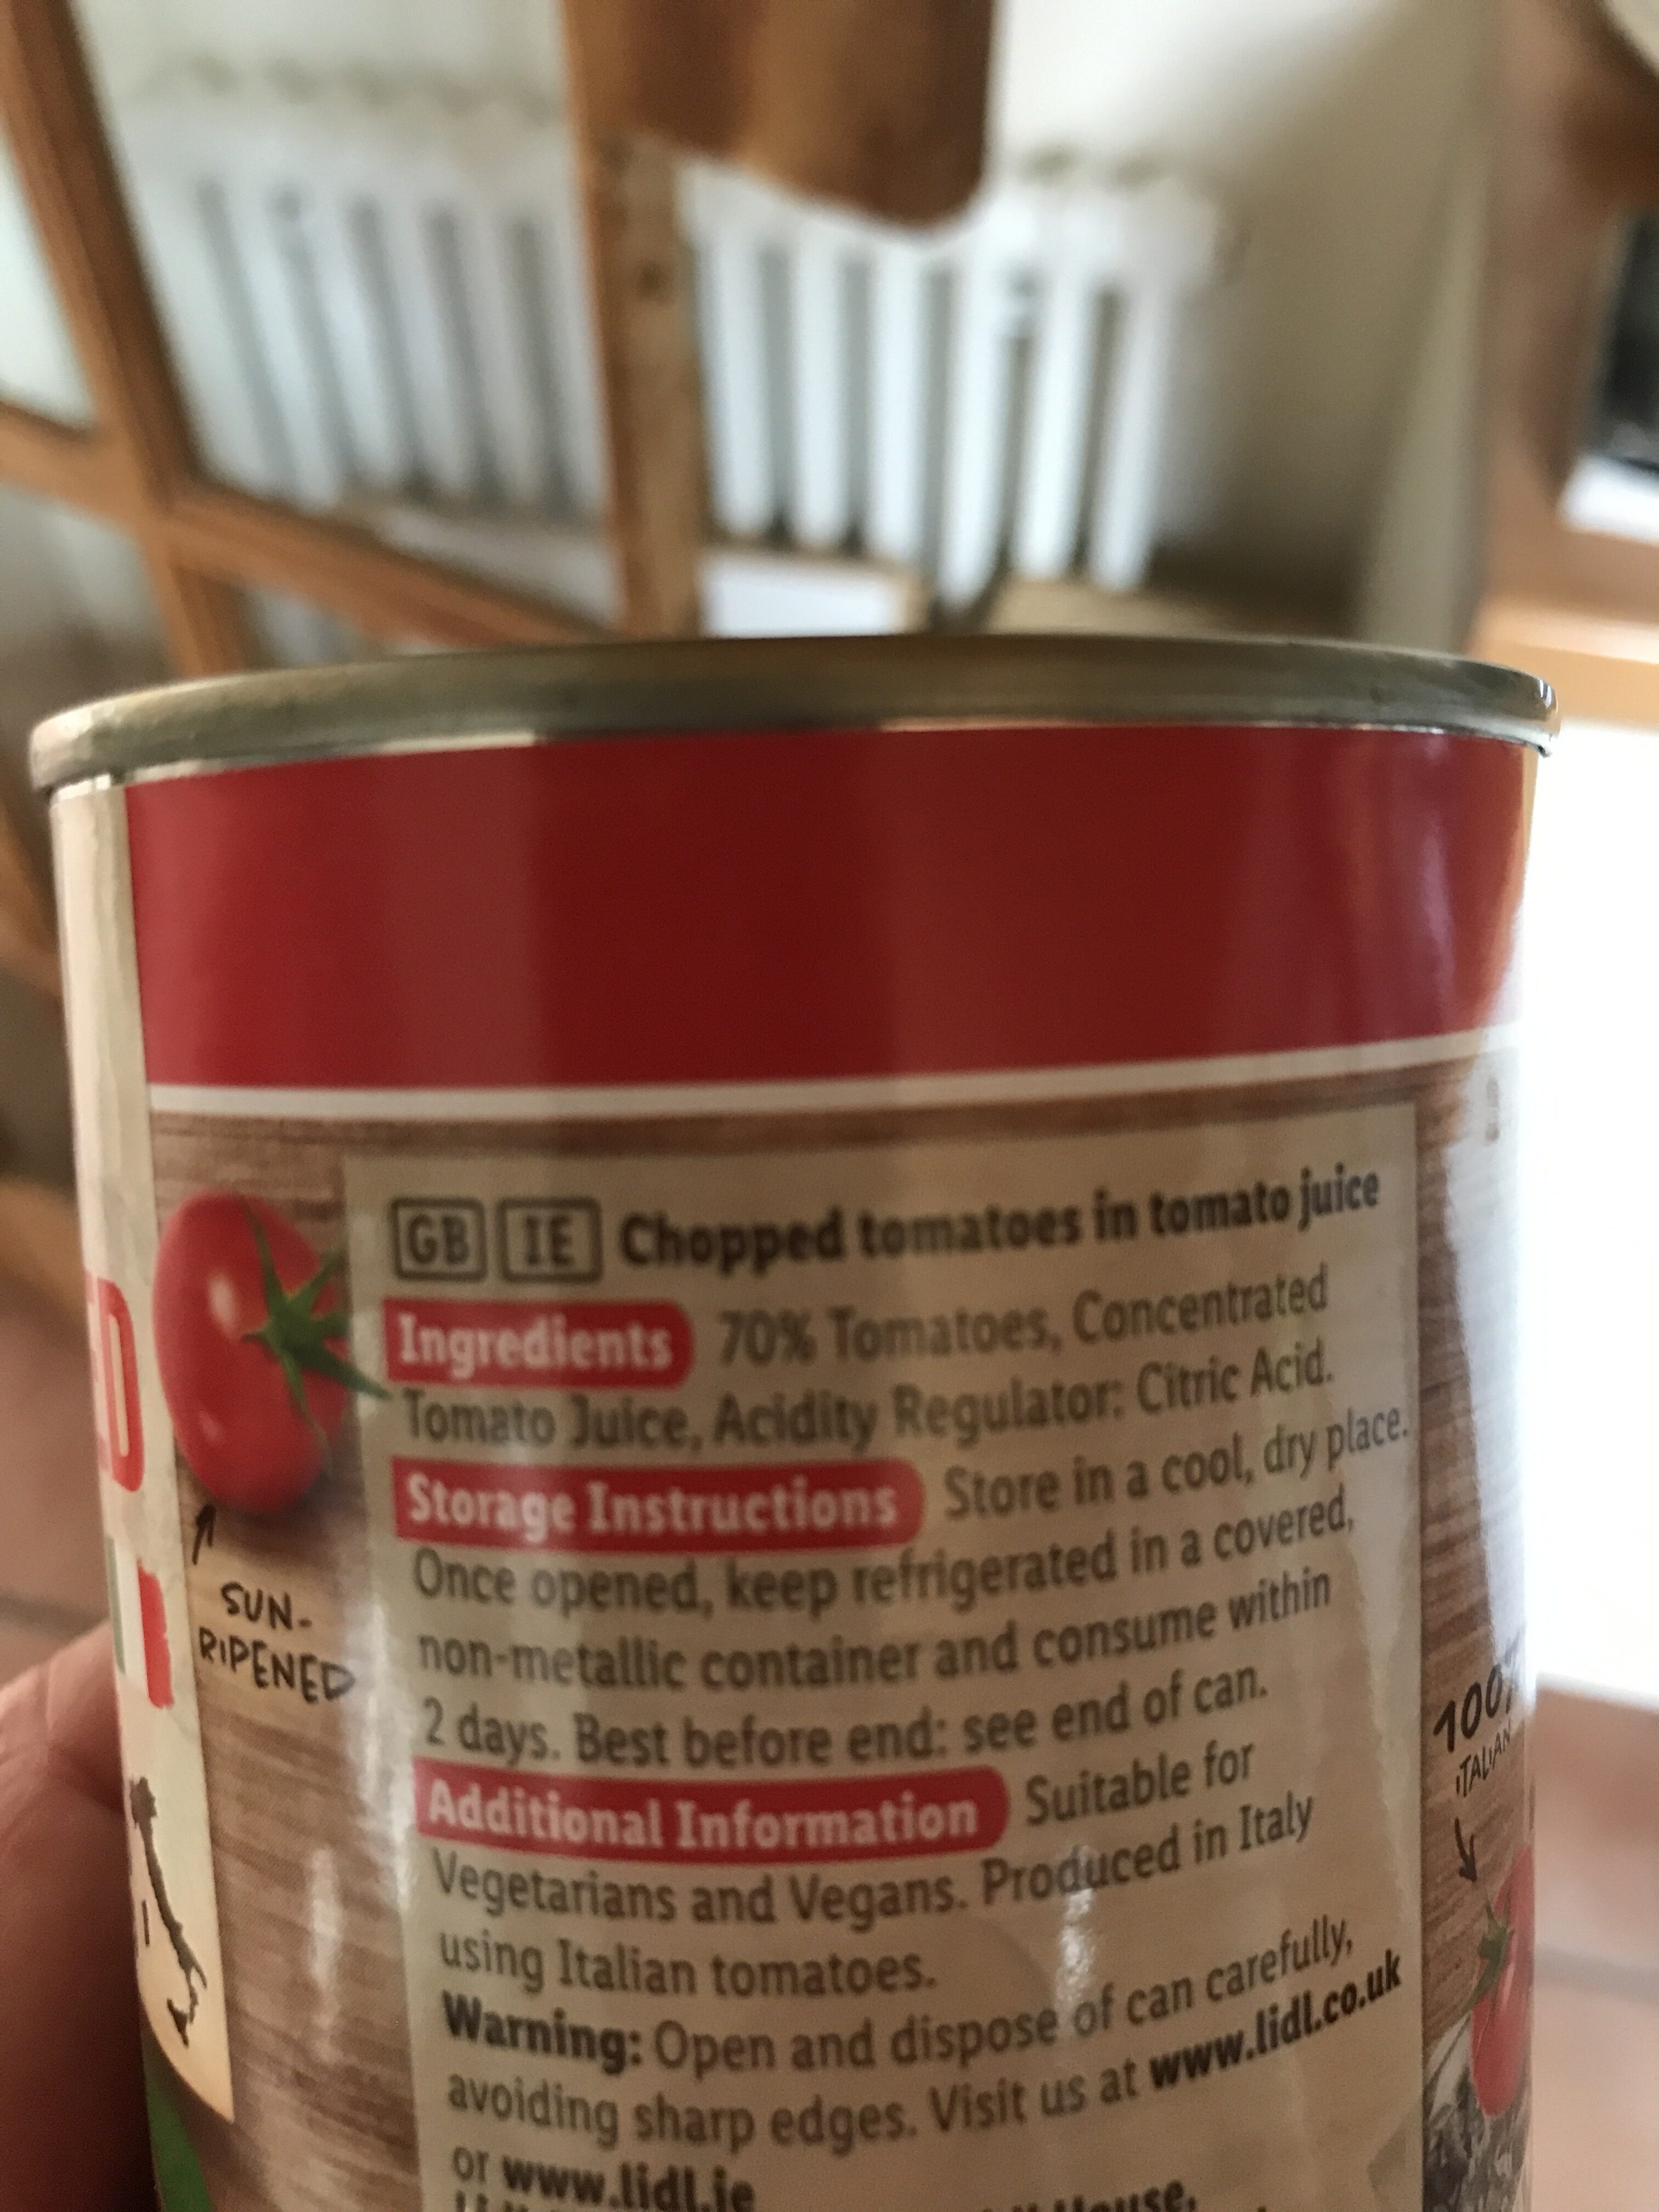 GB IE Chopped tomatoes in tomato juice
Ingredients 70% Tomatoes, Concentrated
Tomato Juice, Acidity Regulator: Citric Acid.
Storage Instructions Store in a cool, dry place.
Once opened, keep refrigerated in a covered,
non-metallic container and consume within
2 days. Best before end: see end of can.
Additional Information Suitable for
Vegetarians and Vegans. Produced in Italy
using Italian tomatoes.
Warning: Open and dispose of can carefully,
avoiding sharp edges. Visit us at www.lidl.co.uk
or www.lidl.ie
House,
SUN-
RIPENED
100%
ITALIAN